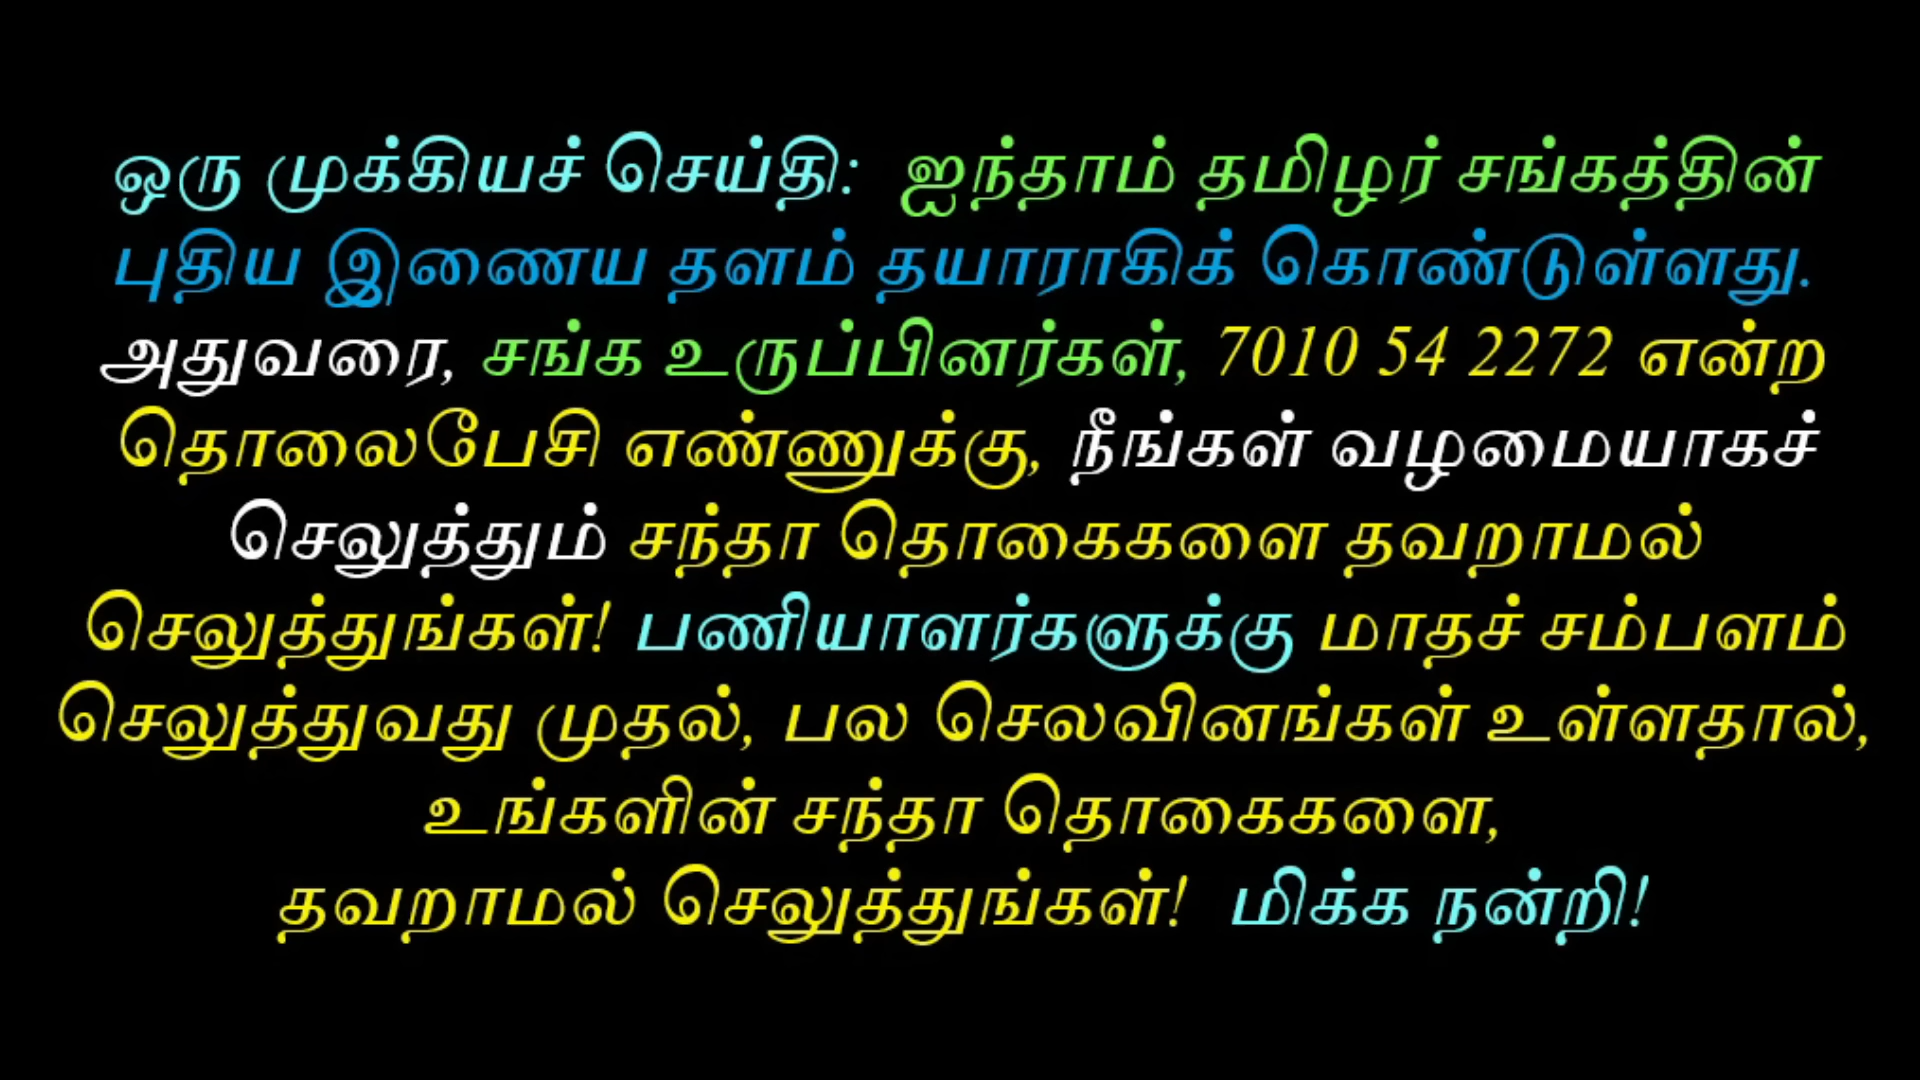 ஒரு முக்கியச் செய்தி: ஐந்தாம் தமிழர் சங்கத்தின்
புதிய இணைய தளம் தயாராகிக் கொண்டுள்ளது.
அதுவரை, சங்க உருப்பினர்கள், 7010 54 2272 என்ற
தொலைபேசி எண்ணுக்கு, நீங்கள் வழமையாகச்
செலுத்தும் சந்தா தொகைகளை தவறாமல்
செலுத்துங்கள்! பணியாளர்களுக்கு மாதச் சம்பளம்
செலுத்துவது முதல், பல செலவினங்கள் உள்ளதால்,
உங்களின் சந்தா தொகைகளை,
தவறாமல் செலுத்துங்கள்! மிக்க நன்றி!